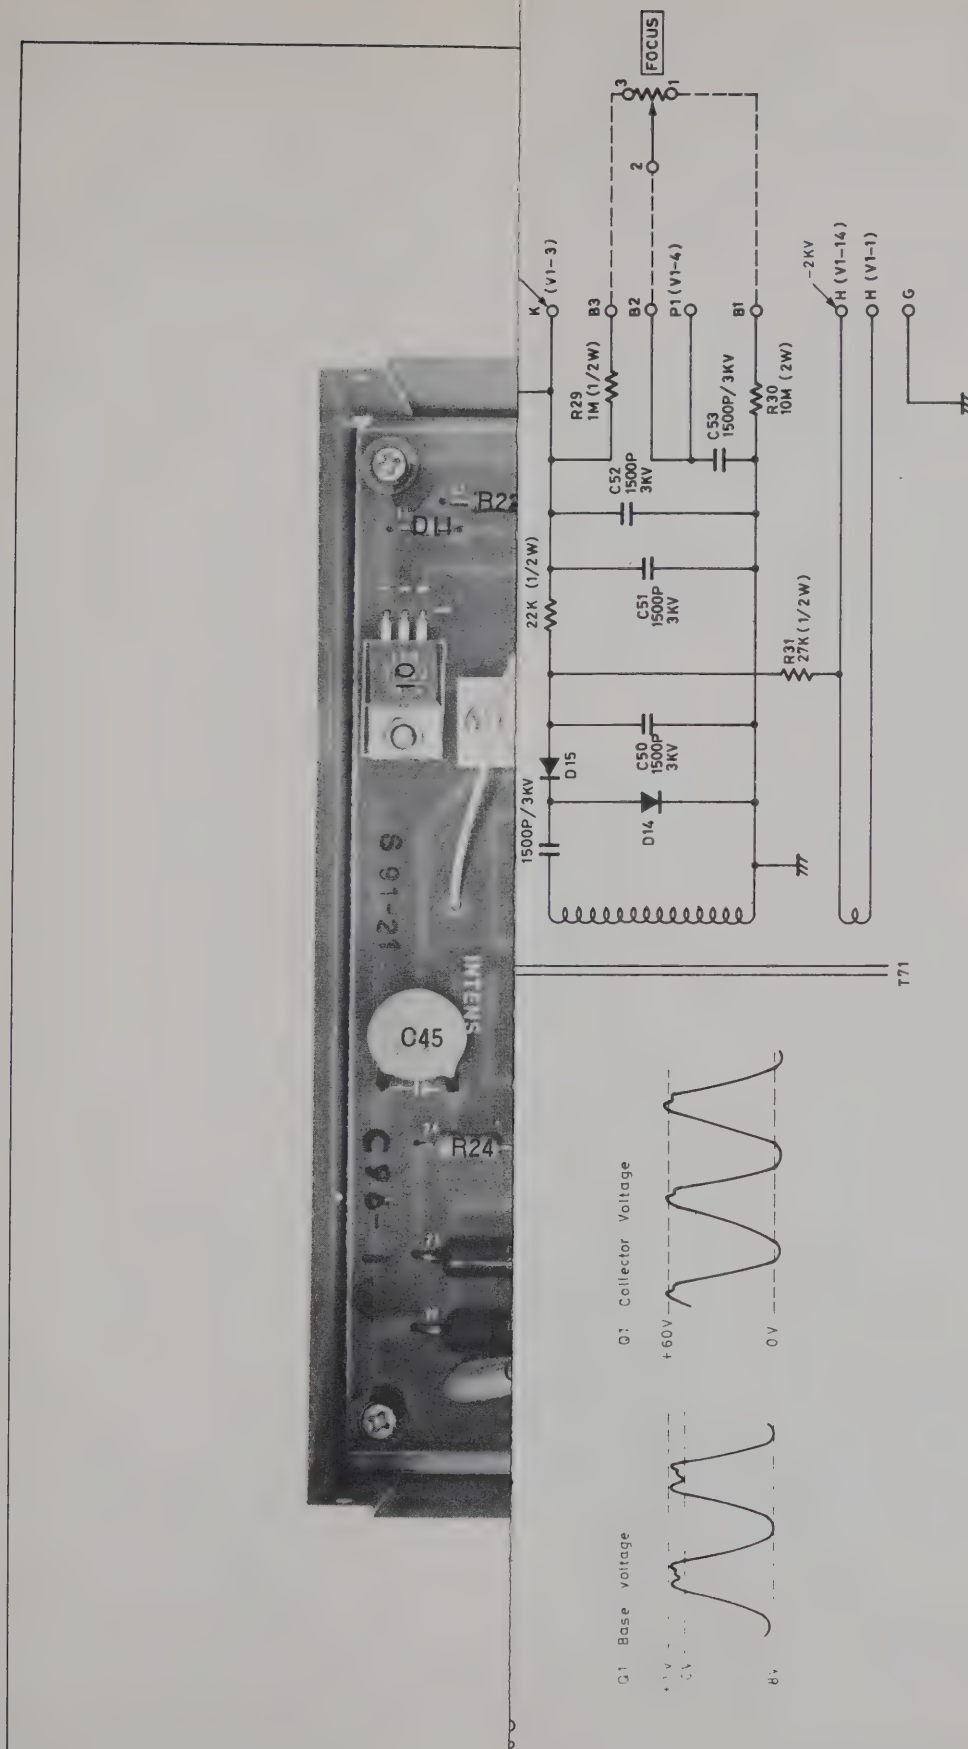 FOCUS
3
1
2
K (V1-3)
B3
B2
P1 (V1-4)
B1
-2KV
H (V1-14)
H (V1-1)
G
R29
1M (1/2W)
C53
1500P/3KV
R30
10M (2W)
C52
1500P
3KV
22K (1/2W)
C51
1500P
3KV
R31
27K (1/2W)
C50
1500P
3KV
D15
D14
1500P/3KV
T71
R22
S 91-21
INTENS
C45
R24
Q1 Collector Voltage
+60V
0V
Q1 Base voltage